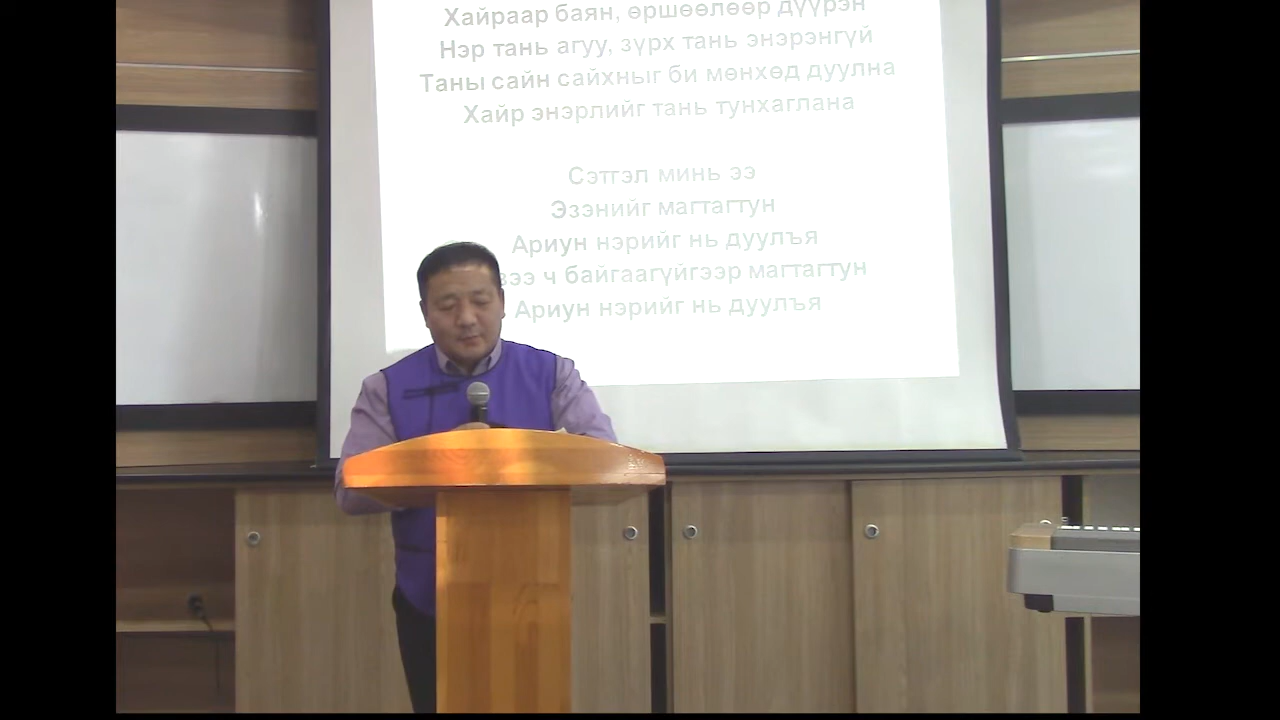 Хайраар баян, өршөөлөөр дүүрэн
Нэр тань агуу, зүрх тань энэрэнгүй
Таны сайн сайхныг би мөнхөд дуулна
Хайр энэрлийг тань тунхаглана
Сэтгэл минь ээ
Эзэнийг магтагтун
Ариун нэрийг нь дуулъя
ч байгаагүйгээр магтагтун
Ариун нэрийг нь дуулъя